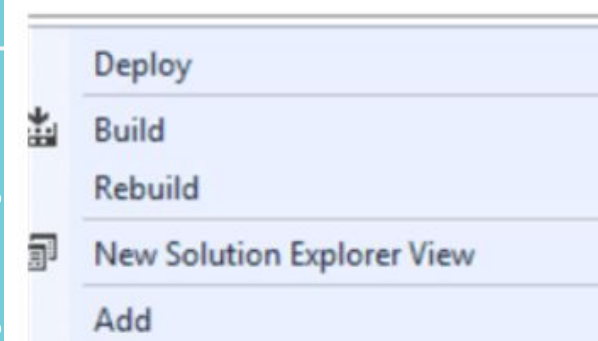 Deploy
Build
Rebuild
New Solution Explorer View
Add